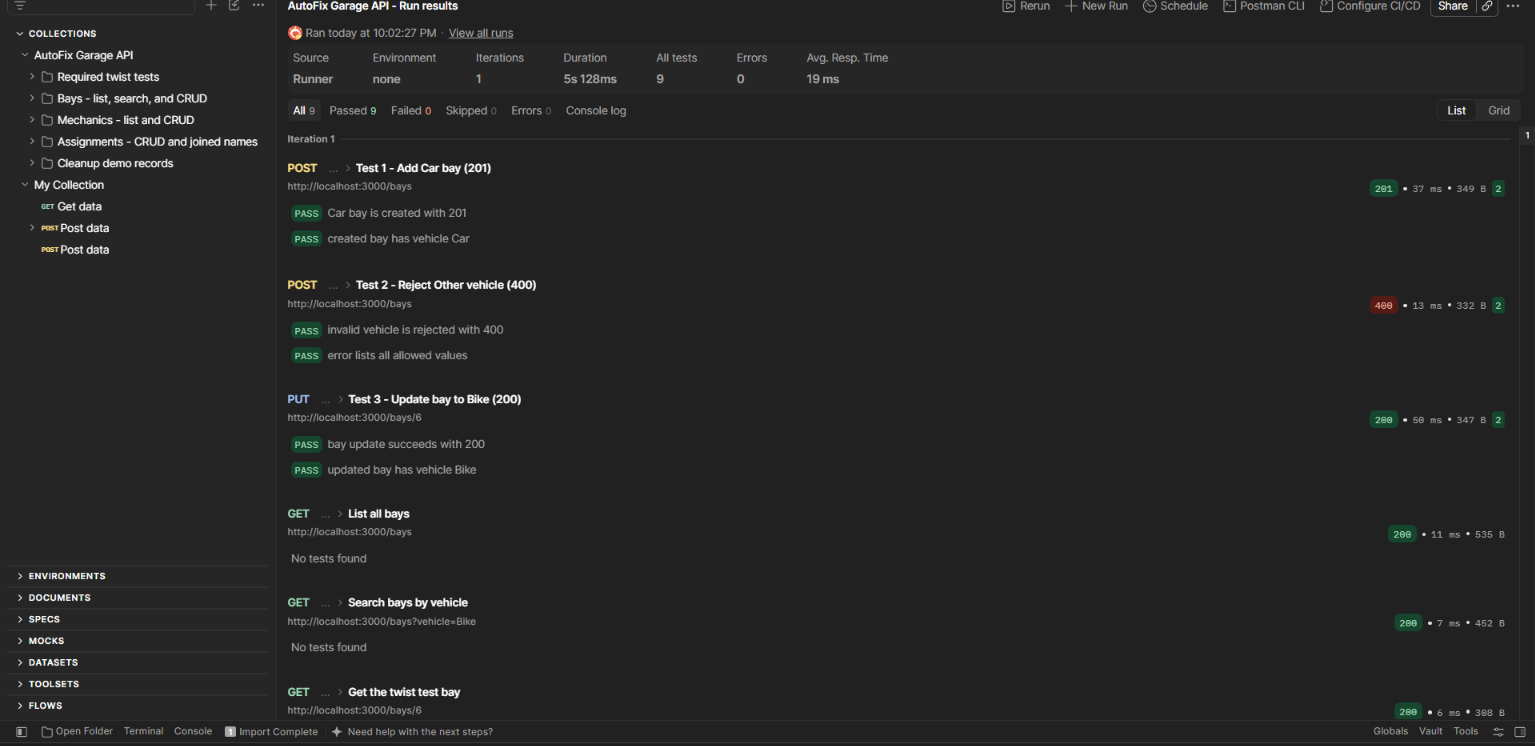 AutoFix Garage API - Run results
Rerun New Run Schedule Postman CLI Configure CI/CD Share
COLLECTIONS
AutoFix Garage API
Required twist tests
Bays - list, search, and CRUD
Mechanics - list and CRUD
Assignments - CRUD and joined names
Cleanup demo records
My Collection
GET Get data
POST Post data
POST Post data
ENVIRONMENTS
DOCUMENTS
SPECS
MOCKS
DATASETS
TOOLSETS
FLOWS
Ran today at 10:02:27 PM · View all runs
Source Environment Iterations Duration All tests Errors Avg. Resp. Time
Runner none 1 5s 128ms 9 0 19 ms
All 9 Passed 9 Failed 0 Skipped 0 Errors 0 Console log List Grid
Iteration 1
1
POST ... > Test 1 - Add Car bay (201)
http://localhost:3000/bays
201 • 37 ms • 349 B 2
PASS Car bay is created with 201
PASS created bay has vehicle Car
POST ... > Test 2 - Reject Other vehicle (400)
http://localhost:3000/bays
400 • 13 ms • 332 B 2
PASS invalid vehicle is rejected with 400
PASS error lists all allowed values
PUT ... > Test 3 - Update bay to Bike (200)
http://localhost:3000/bays/6
200 • 50 ms • 347 B 2
PASS bay update succeeds with 200
PASS updated bay has vehicle Bike
GET ... > List all bays
http://localhost:3000/bays
200 • 11 ms • 535 B
No tests found
GET ... > Search bays by vehicle
http://localhost:3000/bays?vehicle=Bike
200 • 7 ms • 452 B
No tests found
GET ... > Get the twist test bay
http://localhost:3000/bays/6
200 • 6 ms • 308 B
Open Folder Terminal Console 1 Import Complete Need help with the next steps? Globals Vault Tools